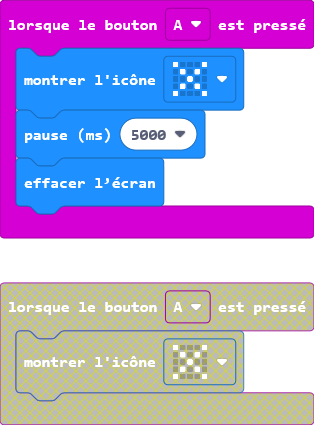 lorsque le bouton A est pressé
montrer l'icône
pause (ms) 5000
effacer l’écran
lorsque le bouton A est pressé
montrer l'icône